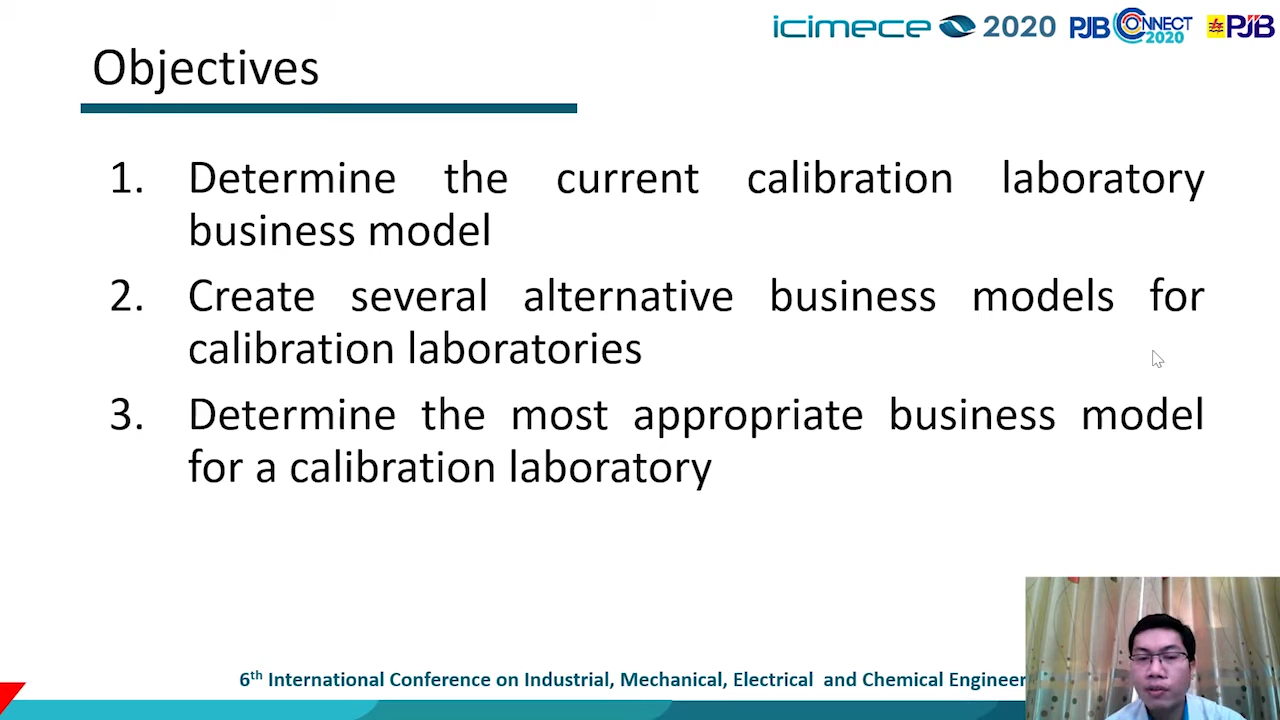 icimece 2020 PJB CONNECT 2020 PJB
Objectives
1. Determine the current calibration laboratory
business model
2. Create several alternative business models for
calibration laboratories
3. Determine the most appropriate business model
for a calibration laboratory
6th International Conference on Industrial, Mechanical, Electrical and Chemical Engineer